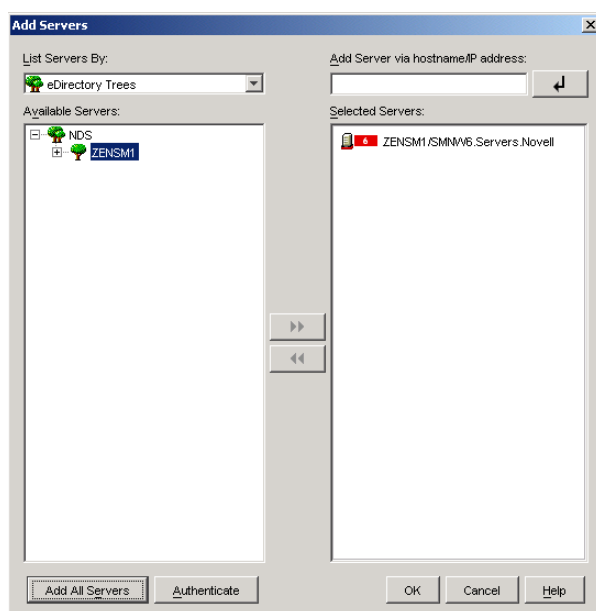 Add Servers
List Servers By:
eDirectory Trees
Add Server via hostname/IP address:
Available Servers:
NDS
ZENSM1
Selected Servers:
6 ZENSM1/SMNW6.Servers.Novell
Add All Servers
Authenticate
OK
Cancel
Help